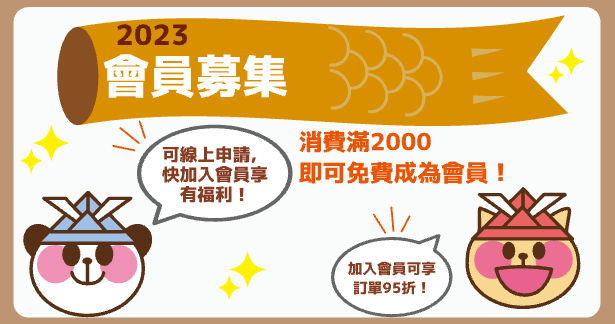 2023
會員募集
消費滿2000
即可免費成為會員！
可線上申請,
快加入會員享
有福利！
加入會員可享
訂單95折！